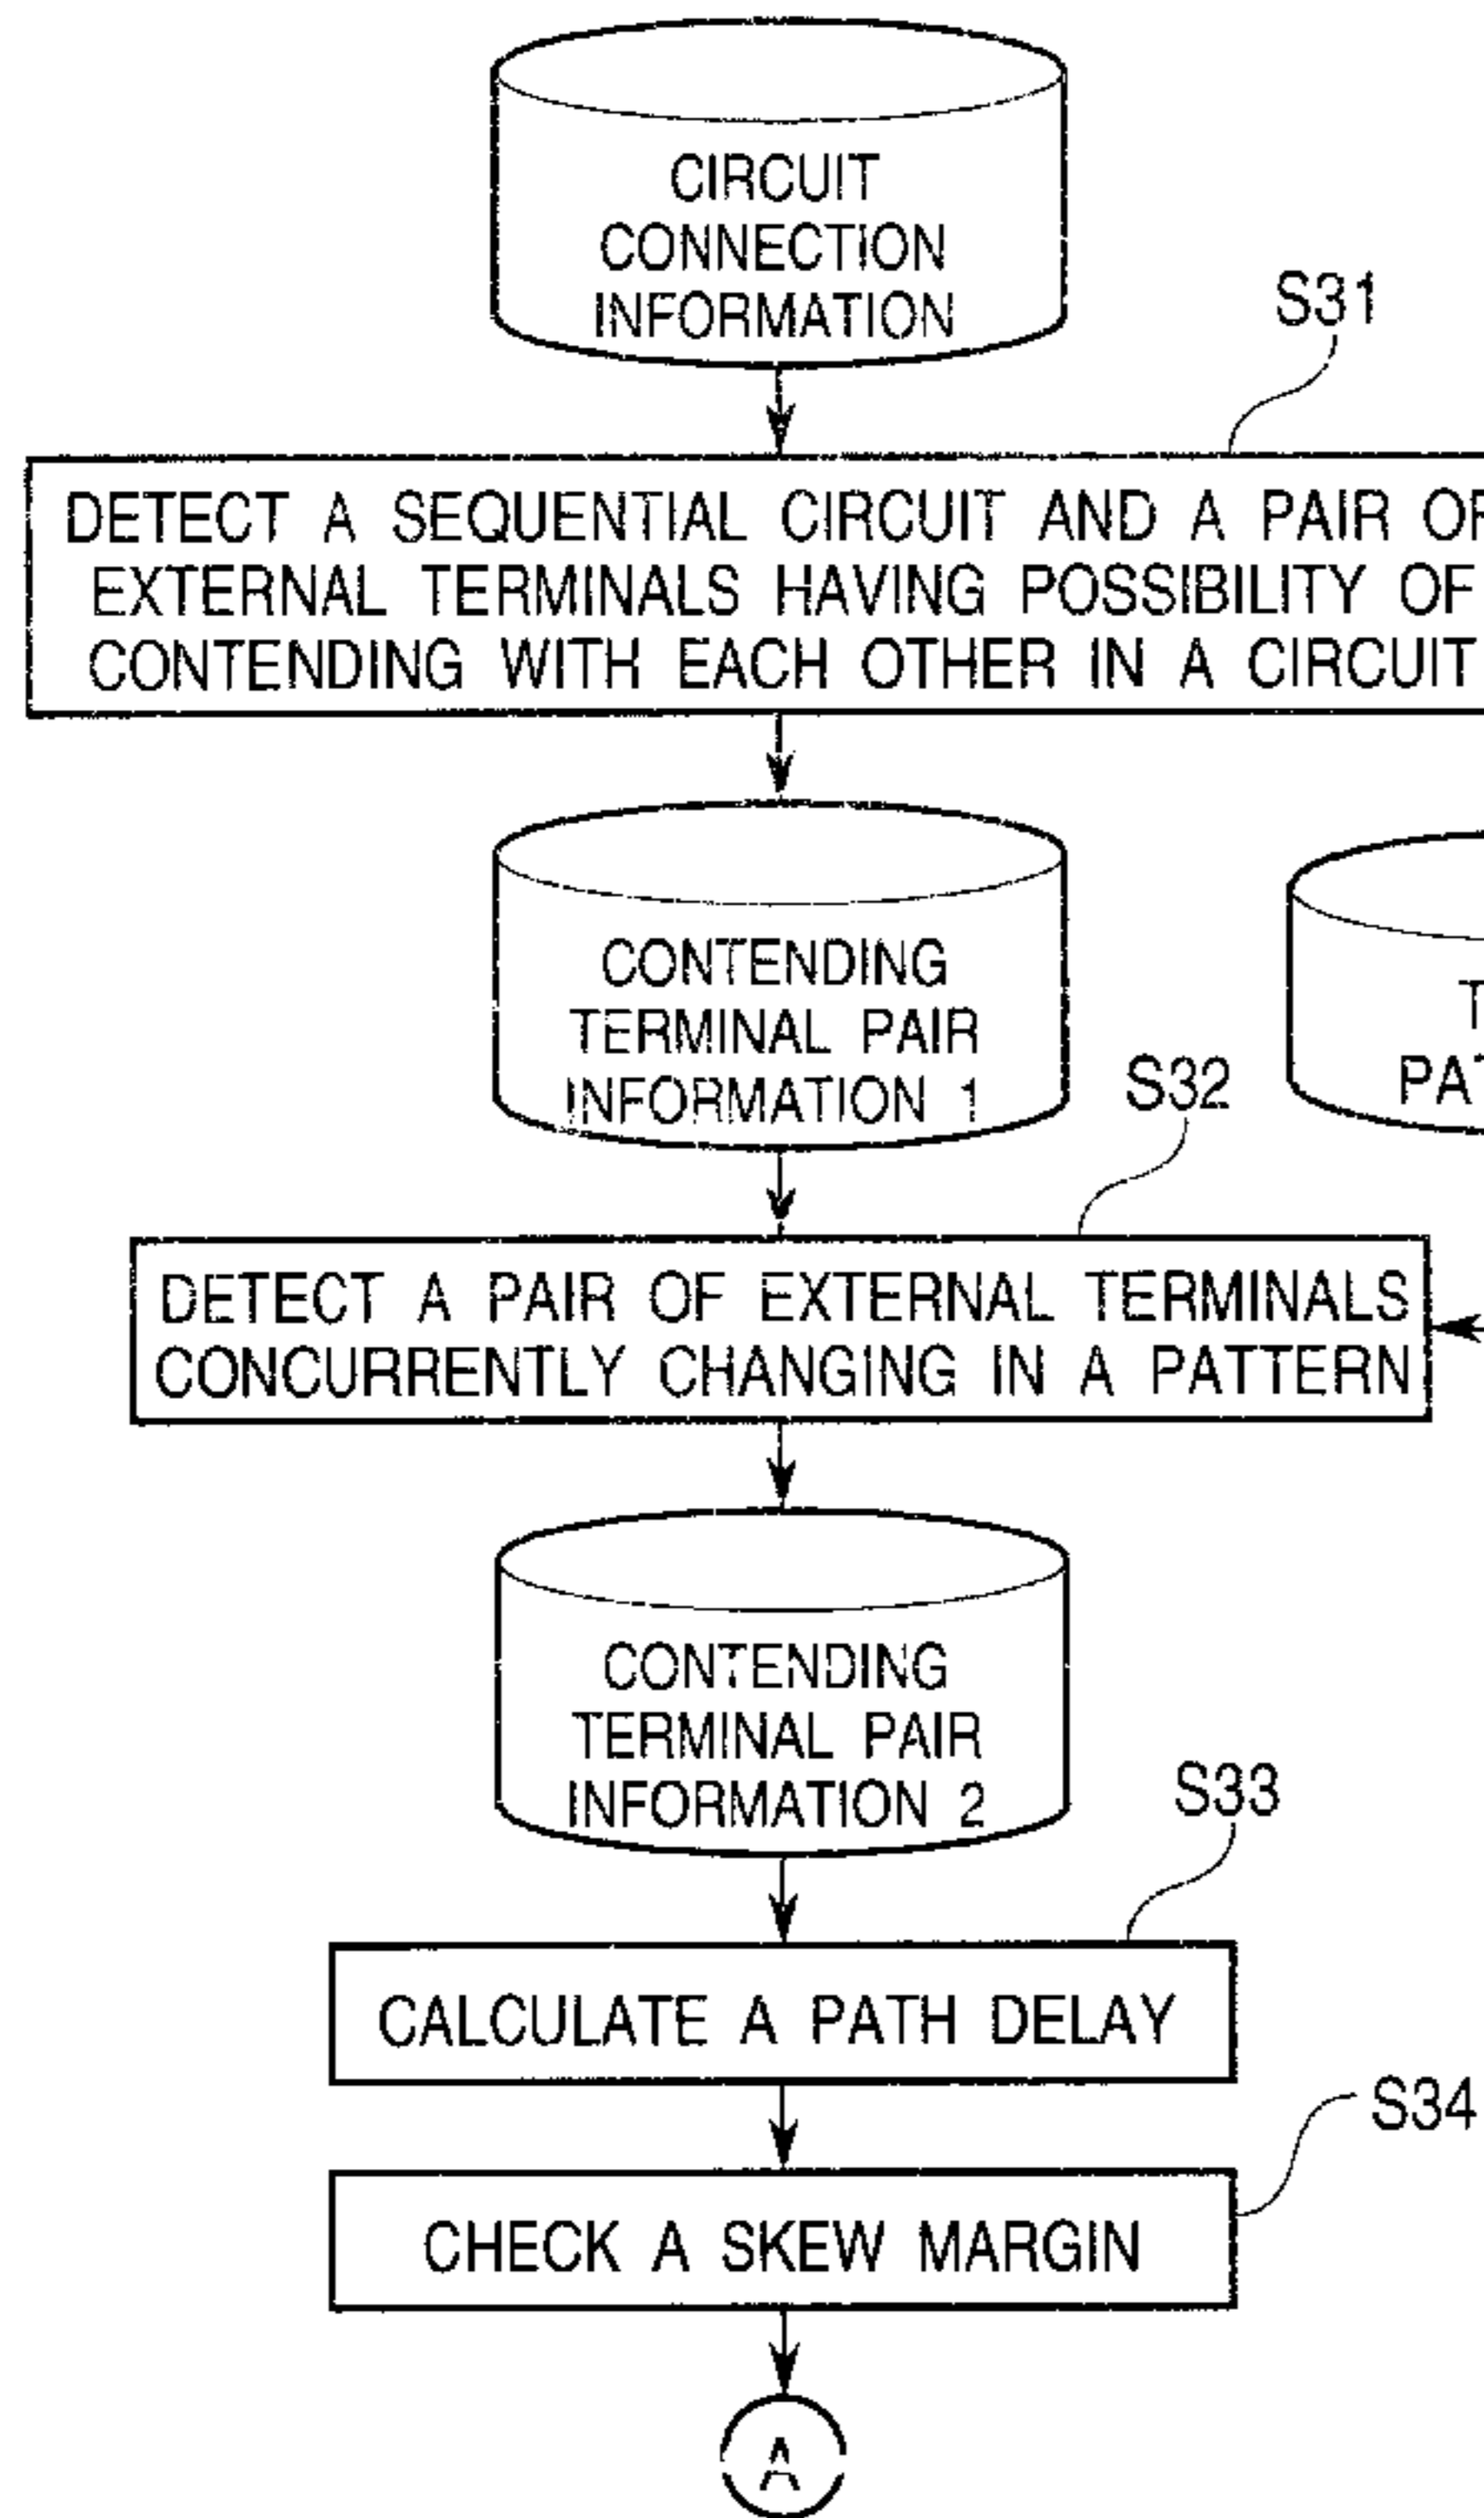 CIRCUIT
CONNECTION
INFORMATION
S31
DETECT A SEQUENTIAL CIRCUIT AND A PAIR OF
EXTERNAL TERMINALS HAVING POSSIBILITY OF
CONTENDING WITH EACH OTHER IN A CIRCUIT
CONTENDING
TERMINAL PAIR
INFORMATION 1
S32
DETECT A PAIR OF EXTERNAL TERMINALS
CONCURRENTLY CHANGING IN A PATTERN
CONTENDING
TERMINAL PAIR
INFORMATION 2
S33
CALCULATE A PATH DELAY
S34
CHECK A SKEW MARGIN
A